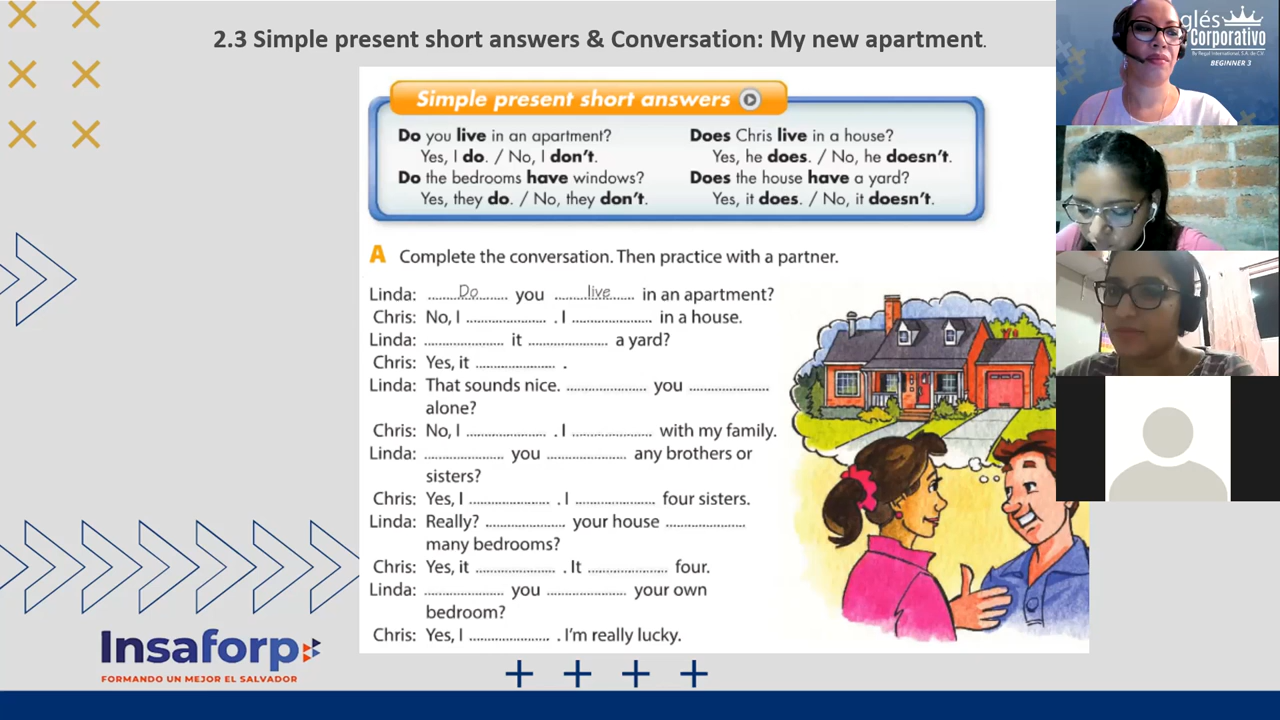 2.3 Simple present short answers & Conversation: My new apartment.
glés
Corporativo
By Regal International, S.A. de C.V.
BEGINNER 3
Simple present short answers
Do you live in an apartment?
Yes, I do. / No, I don't.
Do the bedrooms have windows?
Yes, they do. / No, they don't.
Does Chris live in a house?
Yes, he does. / No, he doesn't.
Does the house have a yard?
Yes, it does. / No, it doesn't.
A Complete the conversation. Then practice with a partner.
Linda: Do you live in an apartment?
Chris: No, I .................... . I .................... in a house.
Linda: .................... it .................... a yard?
Chris: Yes, it .................... .
Linda: That sounds nice. .................... you ....................
alone?
Chris: No, I .................... . I .................... with my family.
Linda: .................... you .................... any brothers or
sisters?
Chris: Yes, I .................... . I .................... four sisters.
Linda: Really? .................... your house ....................
many bedrooms?
Chris: Yes, it .................... . It .................... four.
Linda: .................... you .................... your own
bedroom?
Chris: Yes, I .................... . I'm really lucky.
Insaforp
FORMANDO UN MEJOR EL SALVADOR